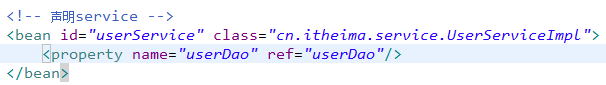 <!-- 声明service -->
<bean id="userService" class="cn.itheima.service.UserServiceImpl">
    <property name="userDao" ref="userDao"/>
</bean>